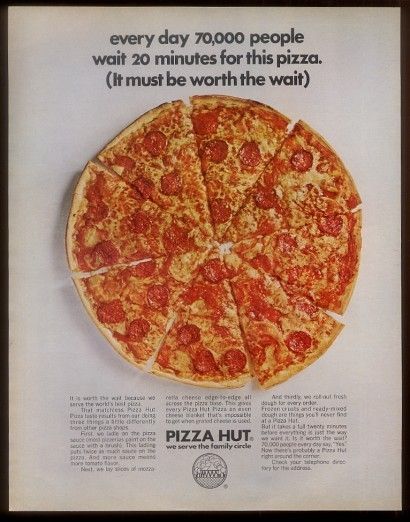 every day 70,000 people
wait 20 minutes for this pizza.
(It must be worth the wait)
It is worth the wait because we
serve the world's best pizza.
That matchless Pizza Hut
Pizza taste results from our doing
three things a little differently
from other pizza shops.
First, we ladle on the pizza
sauce (most pizzerias paint on the
sauce with a brush). This ladling
puts twice as much sauce on the
pizza. And more sauce means
more tomato flavor.
Next, we lay slices of mozza-
rella cheese edge-to-edge all
across the pizza base. This gives
every Pizza Hut Pizza an even
cheese blanket that's impossible
to get when grated cheese is used.
And thirdly, we roll-out fresh
dough for every order.
Frozen crusts and ready-mixed
dough are things you'll never find
at a Pizza Hut.
But it takes a full twenty minutes
before everything is just the way
we want it. Is it worth the wait?
70,000 people every day say, "Yes"
Now there's probably a Pizza Hut
right around the corner.
Check your telephone direc-
tory for the address.
PIZZA HUT®
we serve the family circle